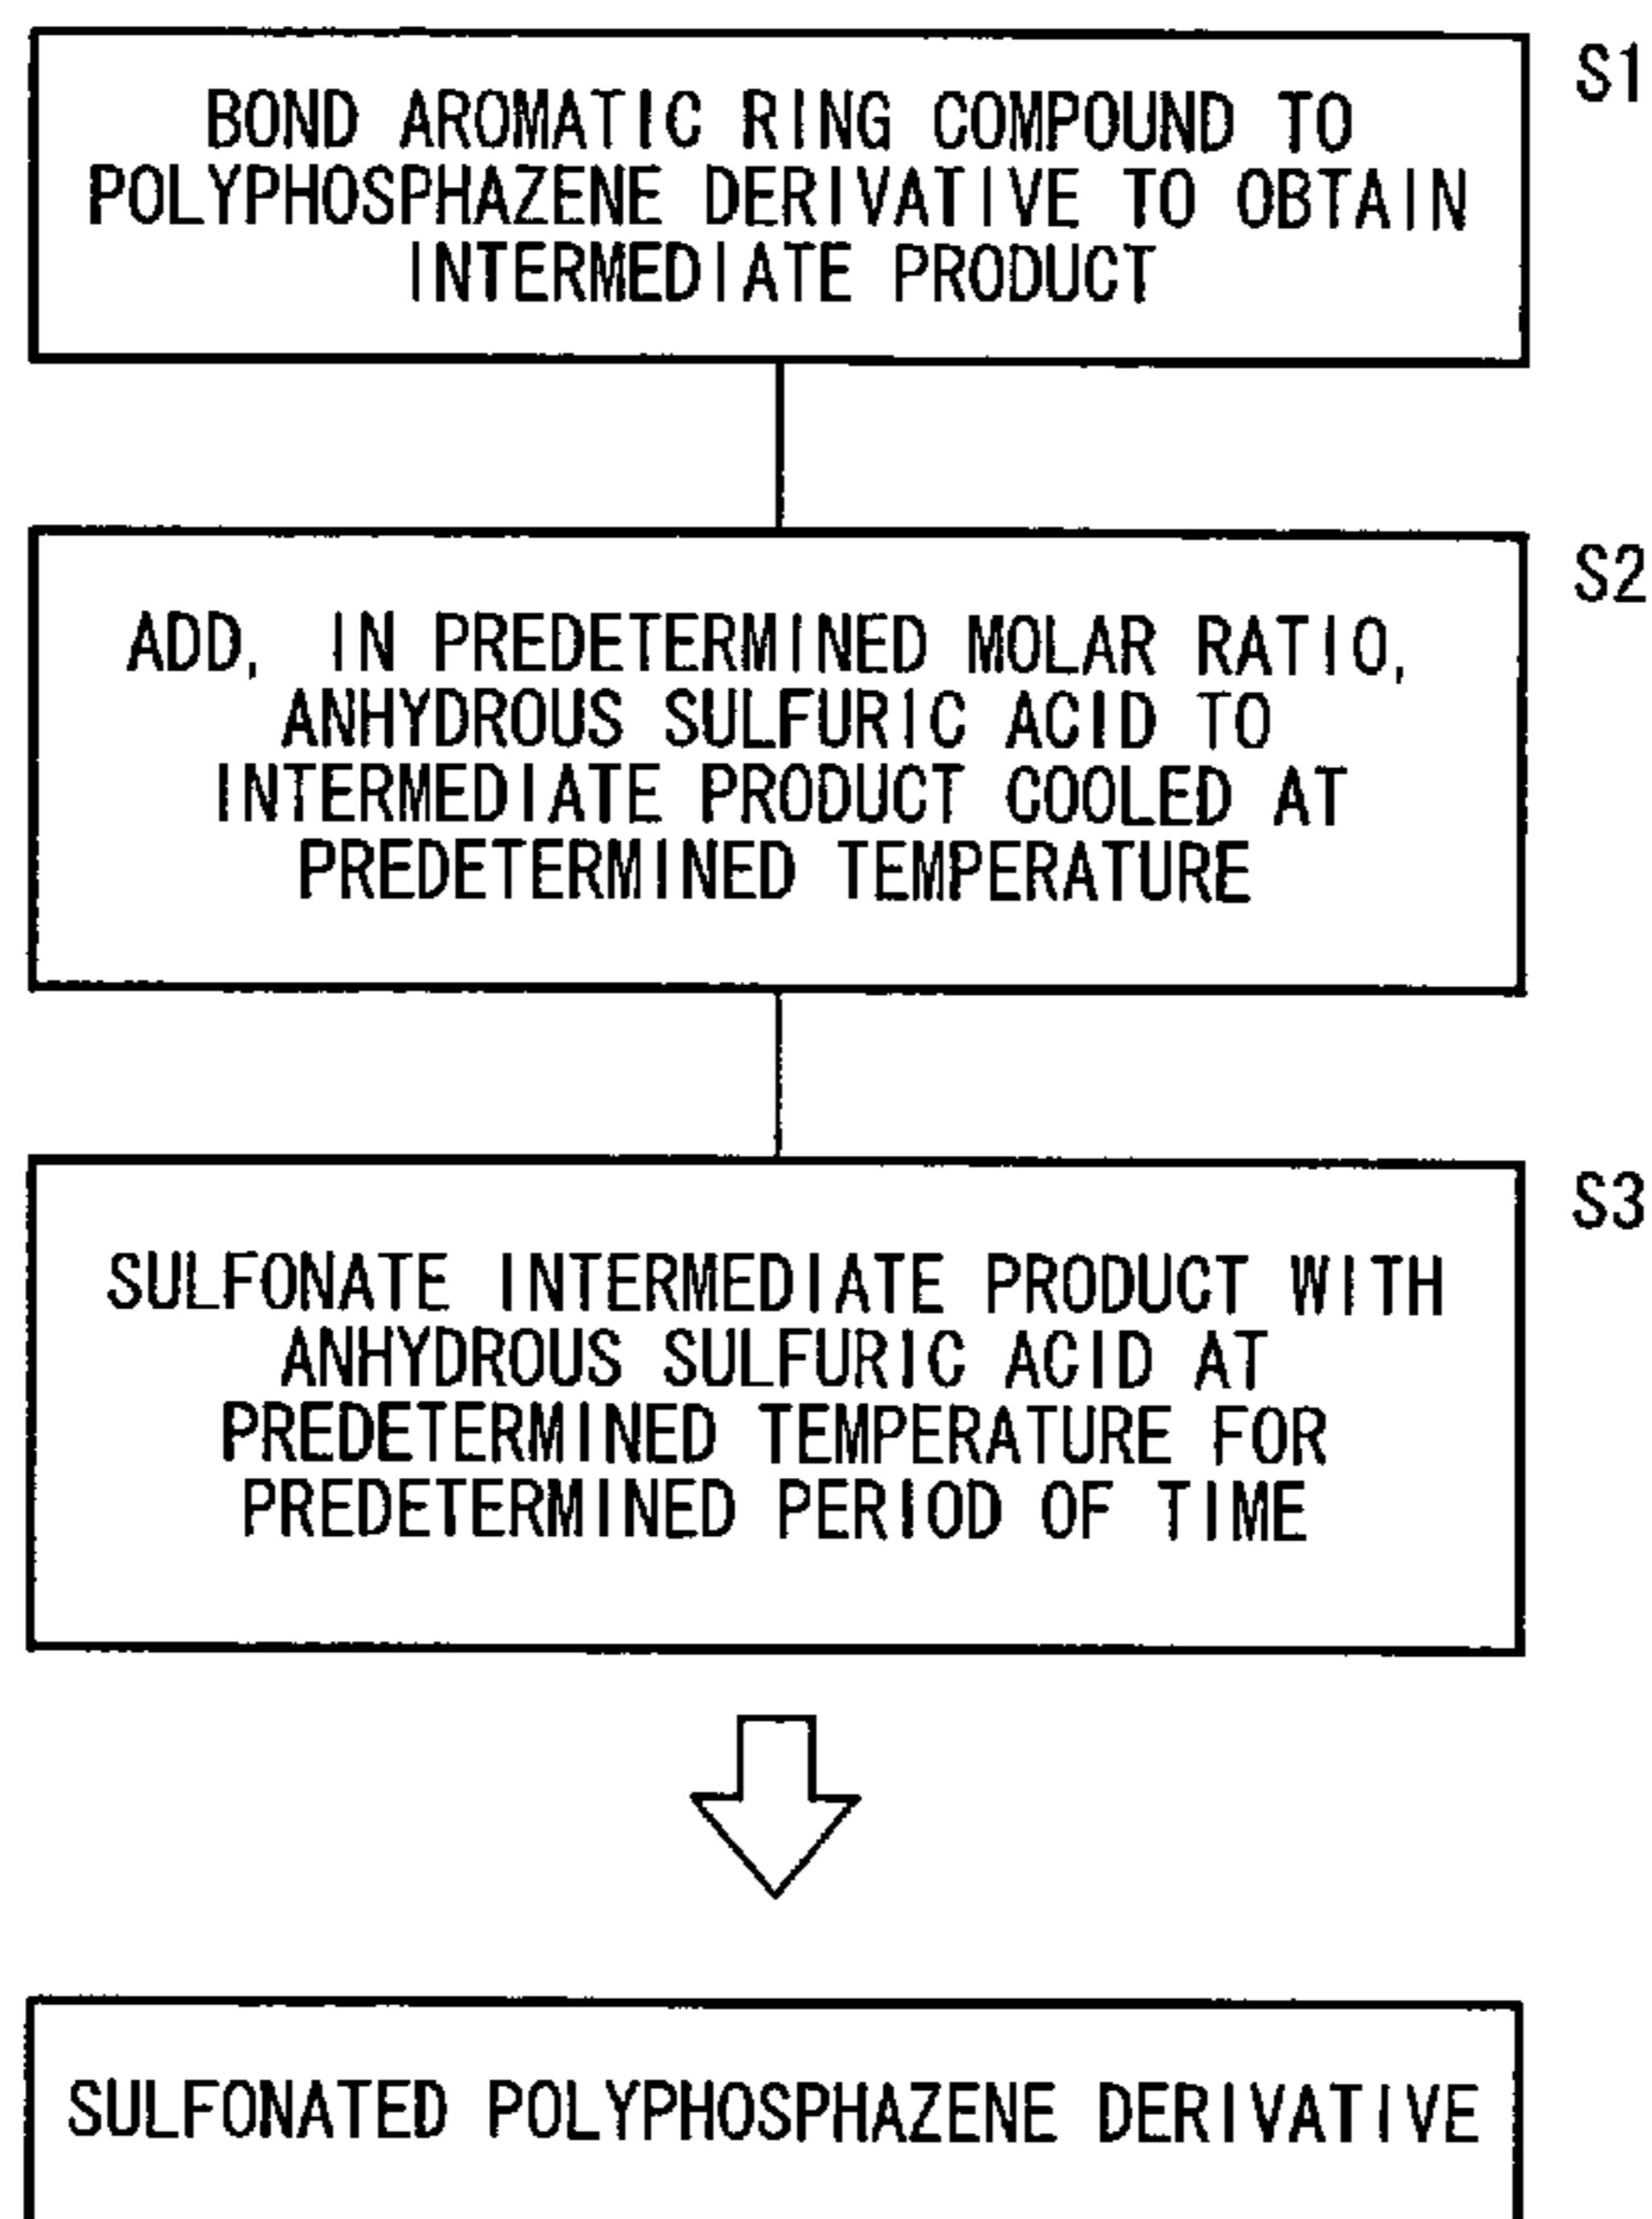 S1
BOND AROMATIC RING COMPOUND TO
POLYPHOSPHAZENE DERIVATIVE TO OBTAIN
INTERMEDIATE PRODUCT
S2
ADD, IN PREDETERMINED MOLAR RATIO,
ANHYDROUS SULFURIC ACID TO
INTERMEDIATE PRODUCT COOLED AT
PREDETERMINED TEMPERATURE
S3
SULFONATE INTERMEDIATE PRODUCT WITH
ANHYDROUS SULFURIC ACID AT
PREDETERMINED TEMPERATURE FOR
PREDETERMINED PERIOD OF TIME
SULFONATED POLYPHOSPHAZENE DERIVATIVE